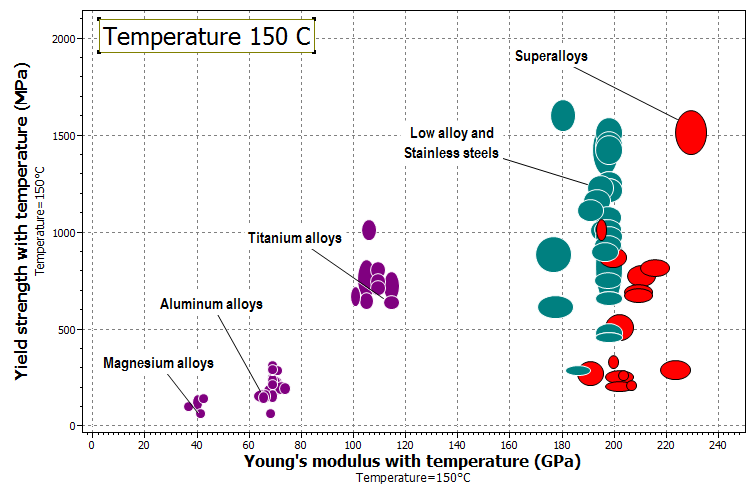 Temperature 150 C
Superalloys
Low alloy and
Stainless steels
Titanium alloys
Aluminum alloys
Magnesium alloys
Yield strength with temperature (MPa)
Temperature=150°C
2000
1500
1000
500
0
0
20
40
60
80
100
120
140
160
180
200
220
240
Young's modulus with temperature (GPa)
Temperature=150°C